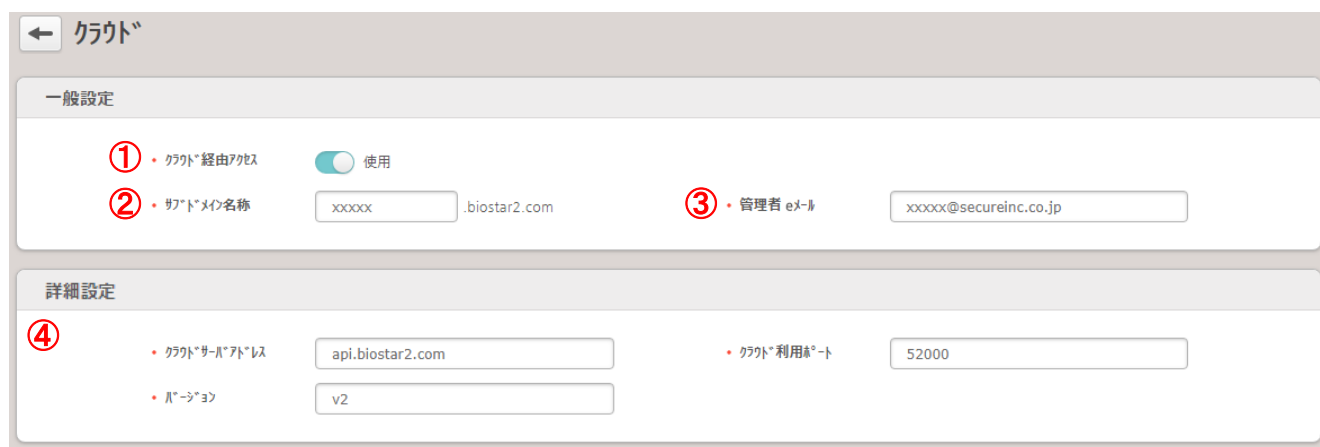 クラウド
一般設定
① • クラウド経由アクセス 使用
② • サブドメイン名称 xxxxx .biostar2.com ③ • 管理者 eメール xxxxx@secureinc.co.jp
詳細設定
④
• クラウドサーバアドレス api.biostar2.com • クラウド利用ポート 52000
• バージョン v2